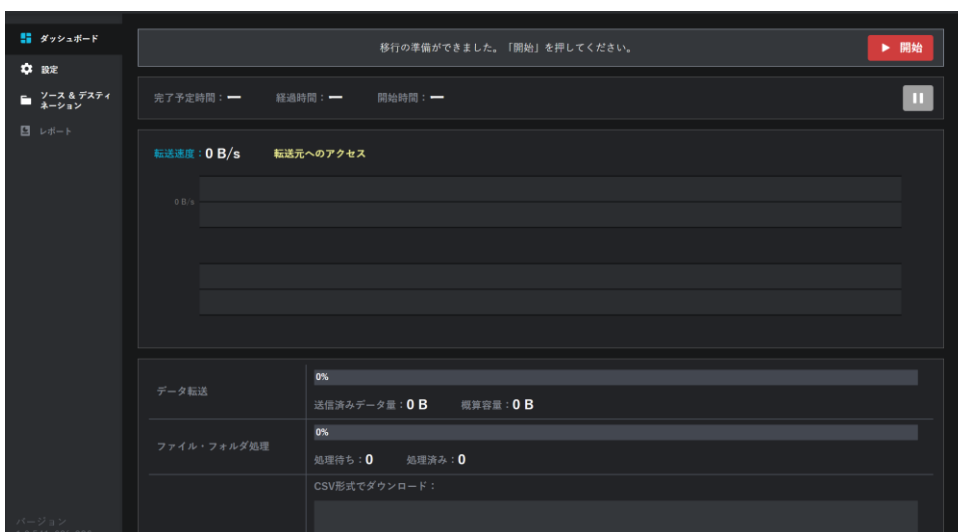 ダッシュボード
設定
ソース & デスティ
ネーション
レポート
移行の準備ができました。「開始」を押してください。
開始
完了予定時間：ー 経過時間：ー 開始時間：ー
転送速度：0 B/s 転送元へのアクセス
0 B/s
データ転送
0%
送信済みデータ量：0 B 概算容量：0 B
ファイル・フォルダ処理
0%
処理待ち：0 処理済み：0
CSV形式でダウンロード：
バージョン